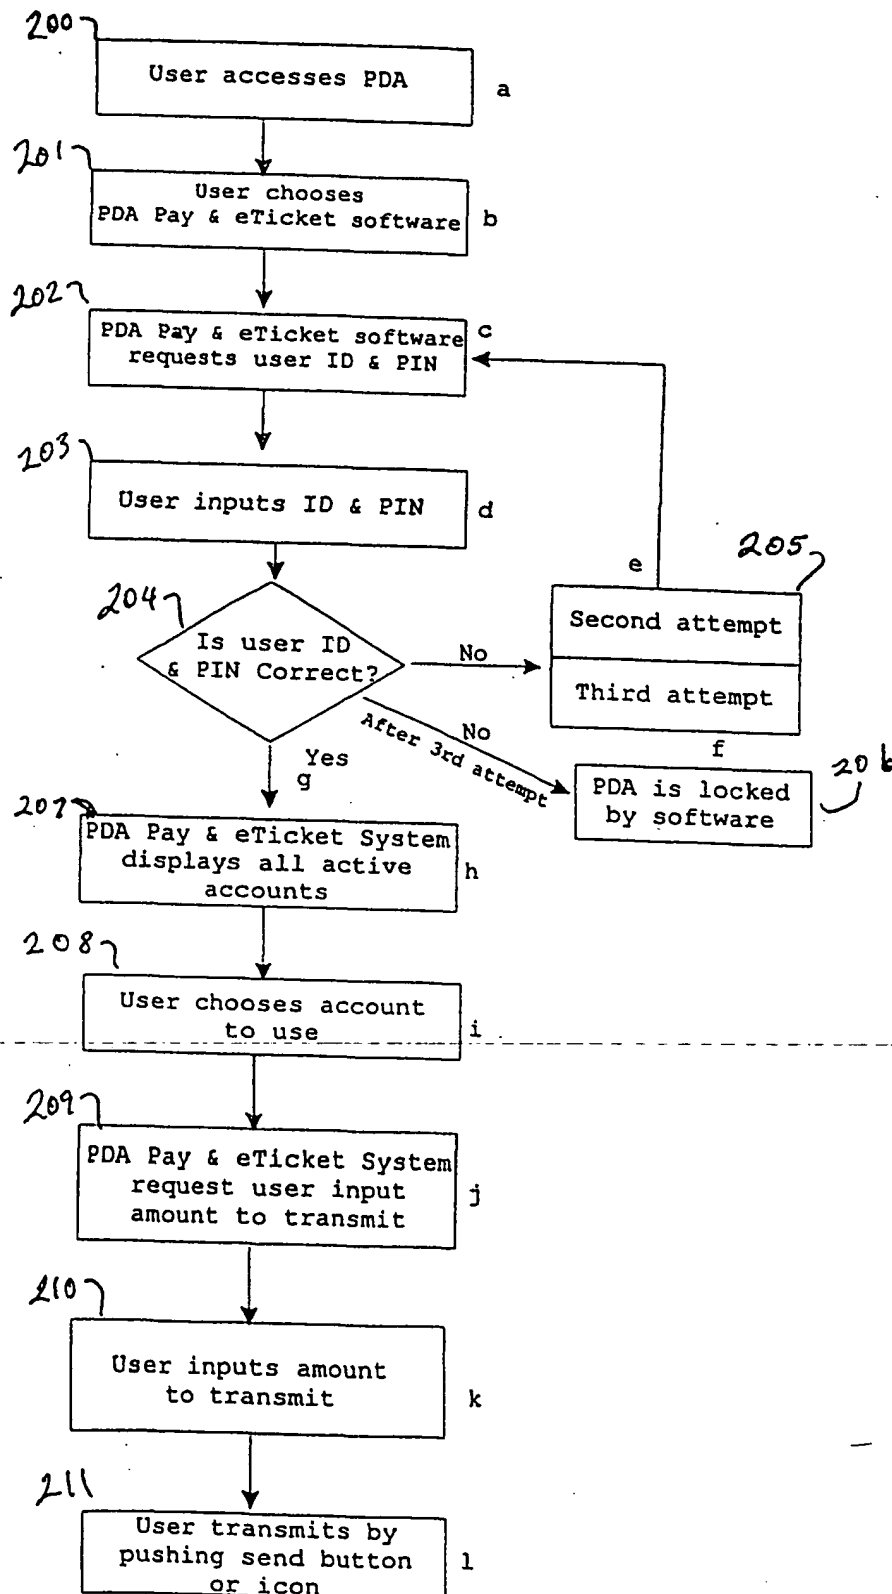 200
User accesses PDA
a
201
User chooses
PDA Pay & eTicket software
b
202
PDA Pay & eTicket software
requests user ID & PIN
c
203
User inputs ID & PIN
d
204
Is user ID
& PIN Correct?
No
e
205
Second attempt
Third attempt
No
After 3rd attempt
f
PDA is locked
by software
206
Yes
g
207
PDA Pay & eTicket System
displays all active
accounts
h
208
User chooses account
to use
i
209
PDA Pay & eTicket System
request user input
amount to transmit
j
210
User inputs amount
to transmit
k
211
User transmits by
pushing send button
or icon
l